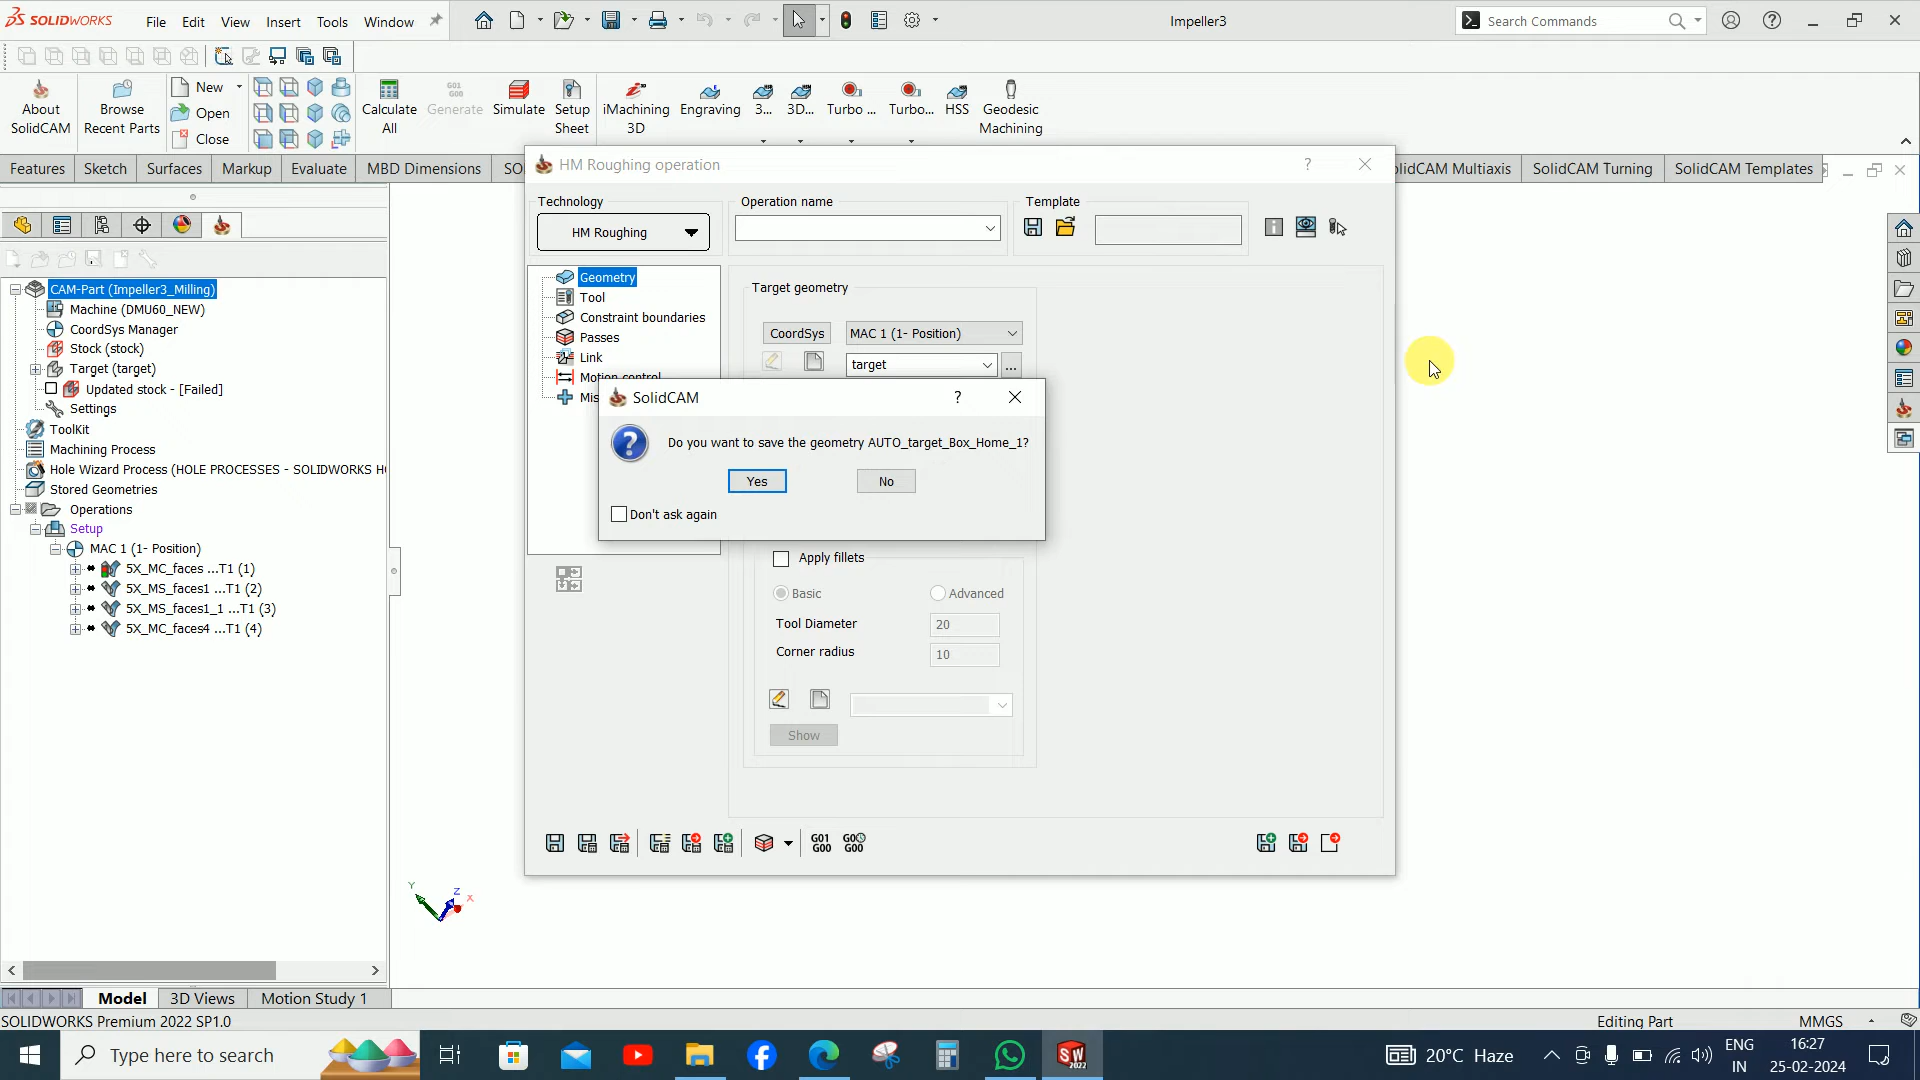 SOLIDWORKS File Edit View Insert Tools Window Impeller3 Search Commands
About SolidCAM
Browse Recent Parts
New
Open
Close
Calculate All
G01 G00
Generate
Simulate
Setup Sheet
iMachining 3D
Engraving
3...
3D...
Turbo ...
Turbo...
HSS
Geodesic Machining
Features Sketch Surfaces Markup Evaluate MBD Dimensions SO
olidCAM Multiaxis SolidCAM Turning SolidCAM Templates
CAM-Part (Impeller3_Milling)
Machine (DMU60_NEW)
CoordSys Manager
Stock (stock)
Target (target)
Updated stock - [Failed]
Settings
ToolKit
Machining Process
Hole Wizard Process (HOLE PROCESSES - SOLIDWORKS H
Stored Geometries
Operations
Setup
MAC 1 (1- Position)
5X_MC_faces ...T1 (1)
5X_MS_faces1 ...T1 (2)
5X_MS_faces1_1 ...T1 (3)
5X_MC_faces4 ...T1 (4)
HM Roughing operation ?
Technology
HM Roughing
Operation name
Template
Geometry
Tool
Constraint boundaries
Passes
Link
Motion control
Mis
Target geometry
CoordSys MAC 1 (1- Position)
target ...
SolidCAM ?
Do you want to save the geometry AUTO_target_Box_Home_1?
Yes No
Don't ask again
Apply fillets
Basic Advanced
Tool Diameter 20
Corner radius 10
Show
G01 G00
G00
Y Z X
Model 3D Views Motion Study 1
SOLIDWORKS Premium 2022 SP1.0 Editing Part MMGS
Type here to search
SW 2022
20°C Haze
ENG
IN
16:27
25-02-2024